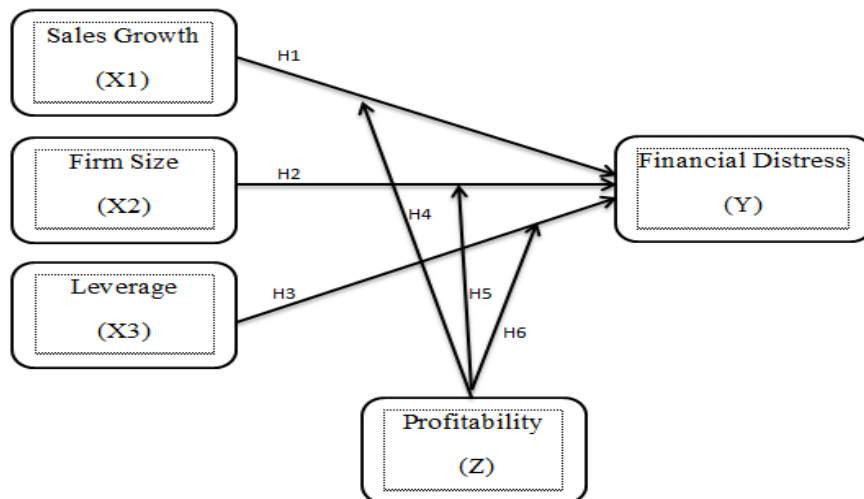 Sales Growth
(X1)
H1
Firm Size
(X2)
H2
Financial Distress
(Y)
H4
Leverage
(X3)
H3
H5
H6
Profitability
(Z)